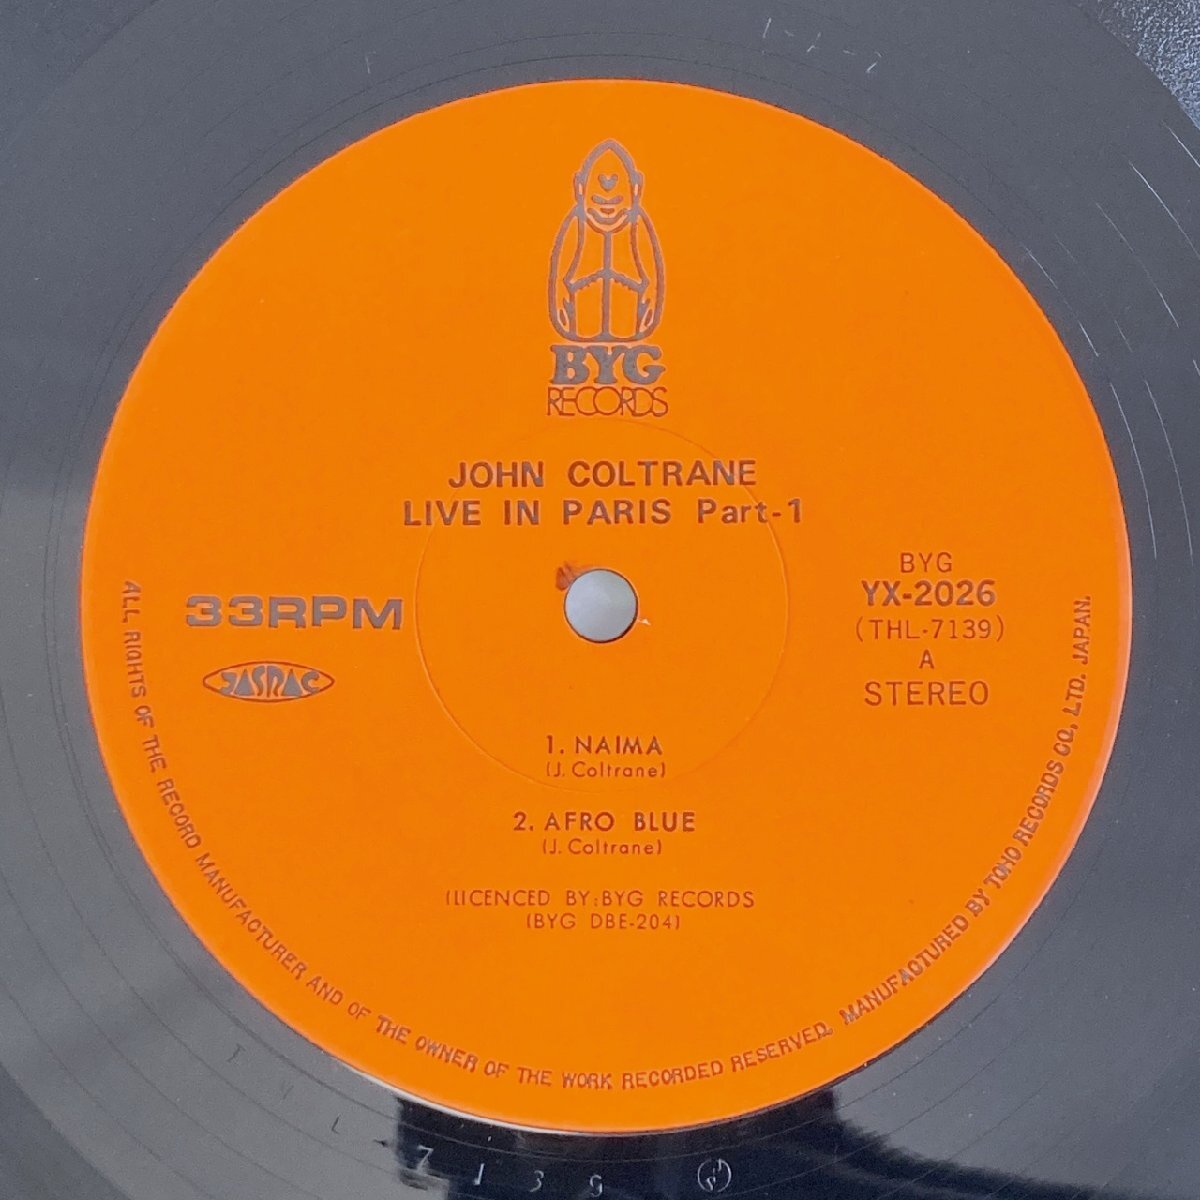 BYG
RECORDS
JOHN COLTRANE
LIVE IN PARIS Part-1
33RPM
JASRAC
BYG
YX-2026
(THL-7139)
A
STEREO
1. NAIMA
(J. Coltrane)
2. AFRO BLUE
(J. Coltrane)
(LICENCED BY:BYG RECORDS
(BYG DBE-204)
ALL RIGHTS OF THE RECORD MANUFACTURER AND OF THE OWNER OF THE WORK RECORDED RESERVED. MANUFACTURED BY TOHO RECORDS CO., LTD. JAPAN.
7139